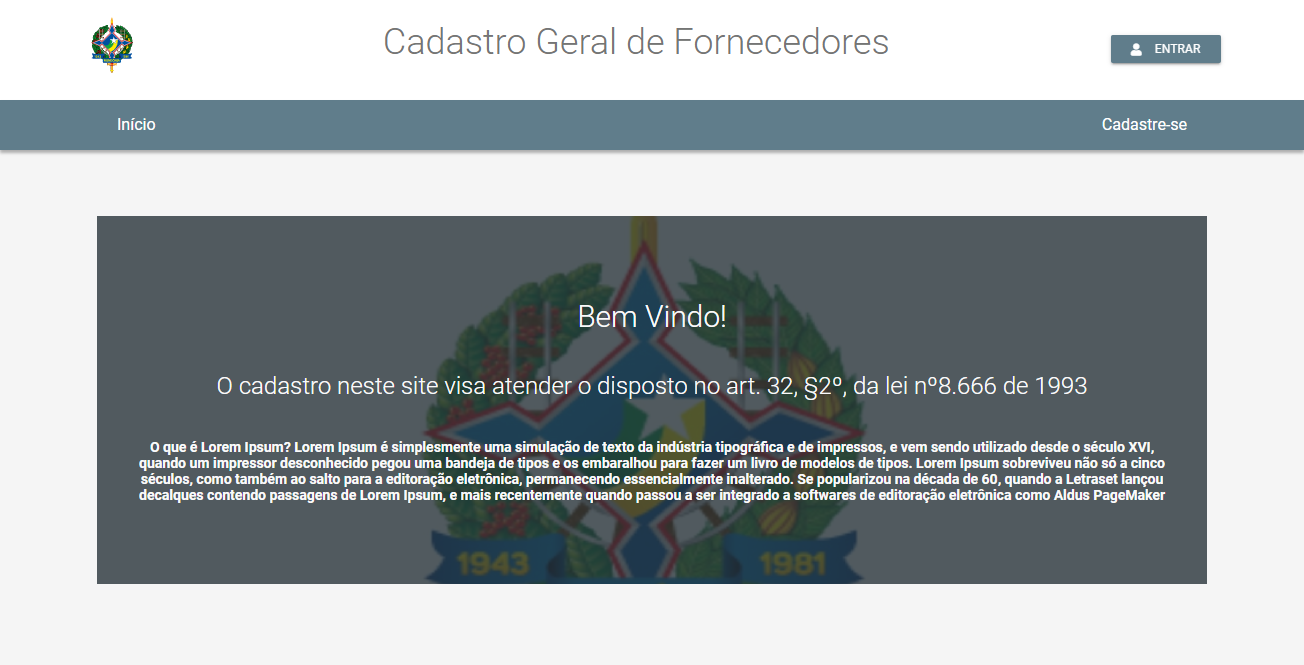 Cadastro Geral de Fornecedores
ENTRAR
Início
Cadastre-se
Bem Vindo!
O cadastro neste site visa atender o disposto no art. 32, §2º, da lei nº8.666 de 1993
O que é Lorem Ipsum? Lorem Ipsum é simplesmente uma simulação de texto da indústria tipográfica e de impressos, e vem sendo utilizado desde o século XVI,
quando um impressor desconhecido pegou uma bandeja de tipos e os embaralhou para fazer um livro de modelos de tipos. Lorem Ipsum sobreviveu não só a cinco
séculos, como também ao salto para a editoração eletrônica, permanecendo essencialmente inalterado. Se popularizou na década de 60, quando a Letraset lançou
decalques contendo passagens de Lorem Ipsum, e mais recentemente quando passou a ser integrado a softwares de editoração eletrônica como Aldus PageMaker
1943 1981